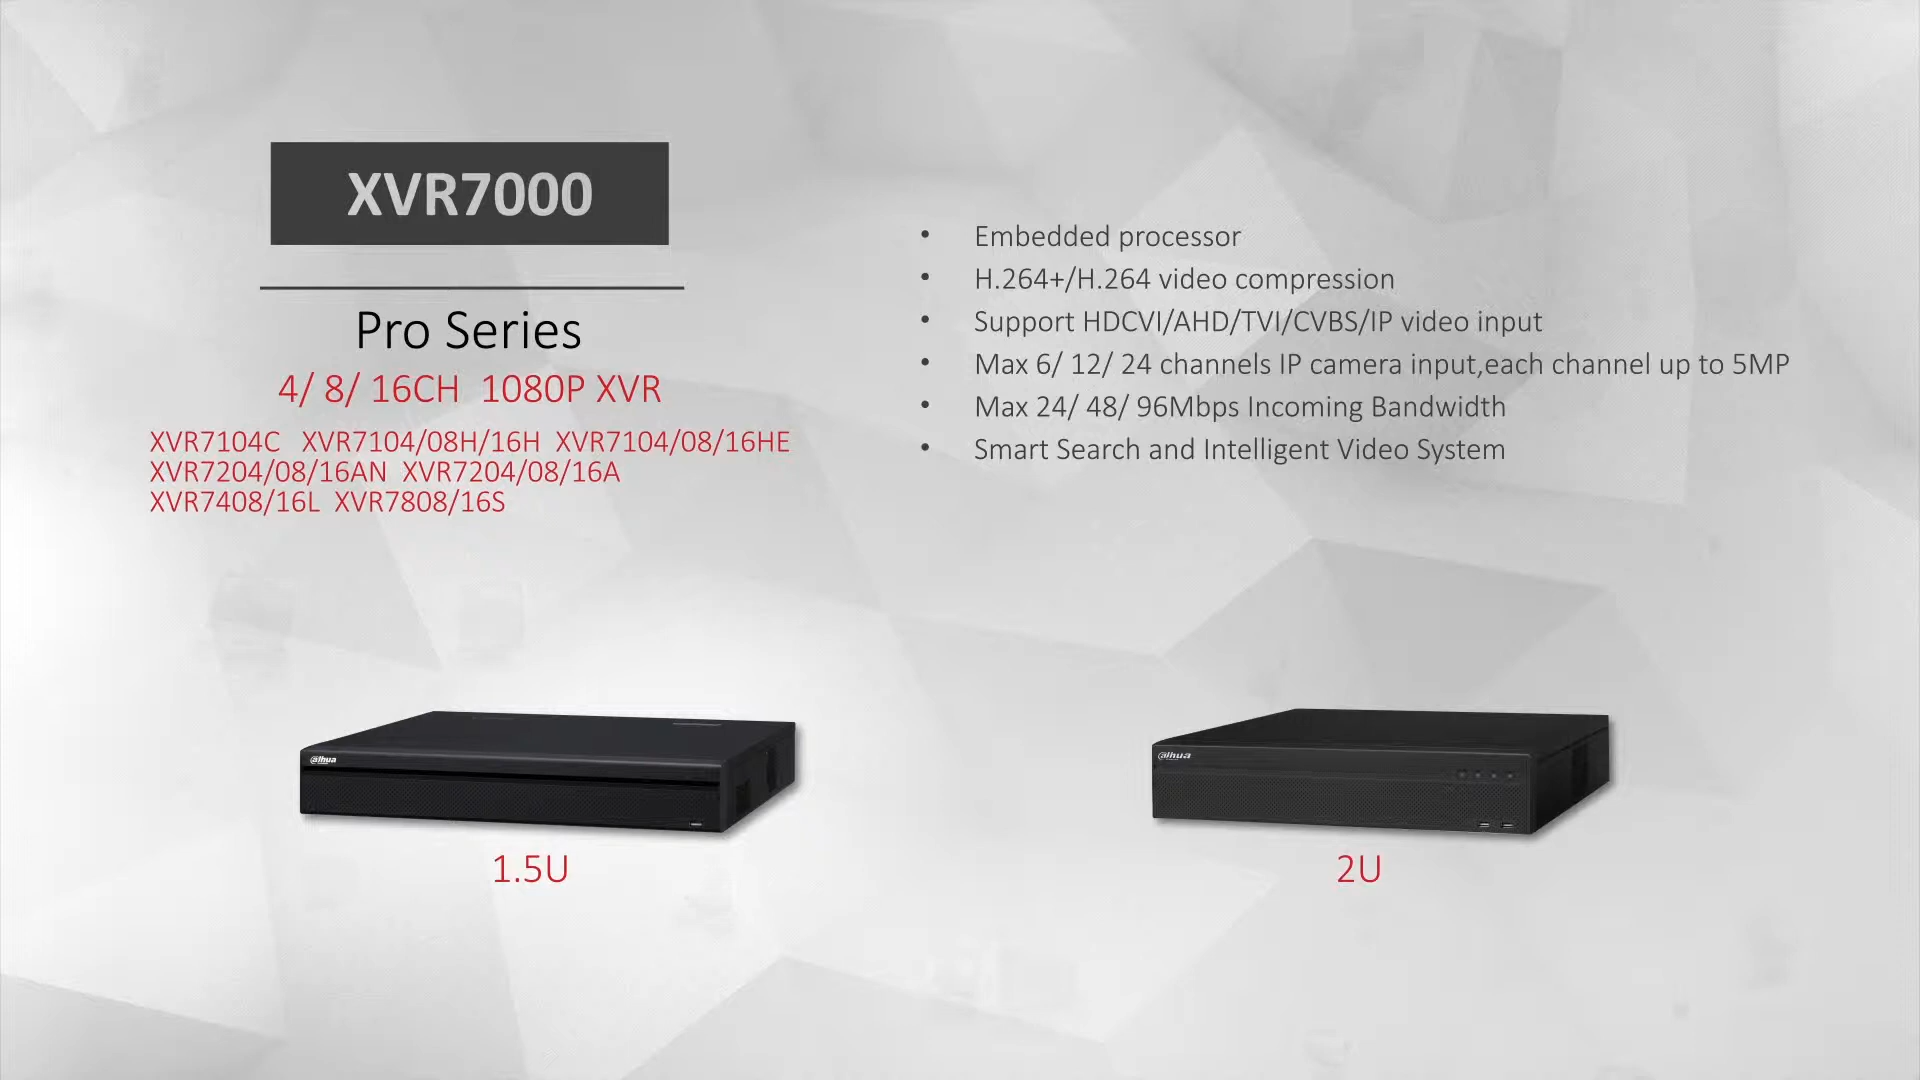 XVR7000
Pro Series
4/ 8/ 16CH 1080P XVR
XVR7104C XVR7104/08H/16H XVR7104/08/16HE
XVR7204/08/16AN XVR7204/08/16A
XVR7408/16L XVR7808/16S
• Embedded processor
• H.264+/H.264 video compression
• Support HDCVI/AHD/TVI/CVBS/IP video input
• Max 6/ 12/ 24 channels IP camera input,each channel up to 5MP
• Max 24/ 48/ 96Mbps Incoming Bandwidth
• Smart Search and Intelligent Video System
alhua
alhua
1.5U
2U